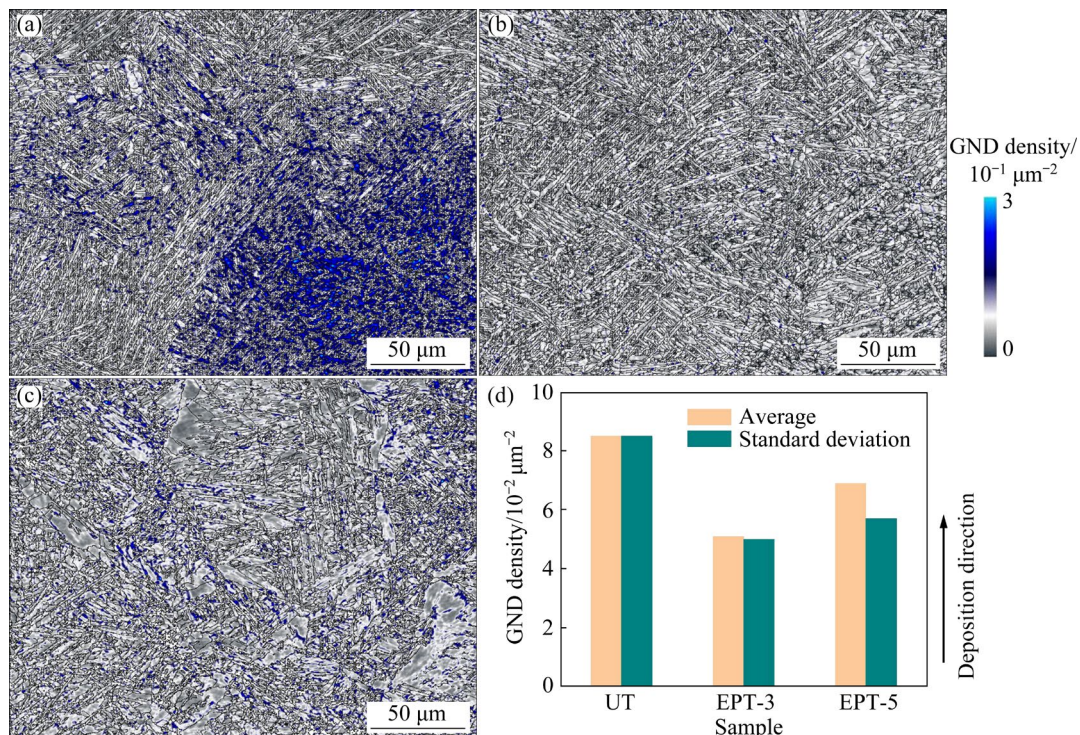 (a)
(b)
GND density/
10⁻¹ μm⁻²
3
0
50 μm
50 μm
(c)
50 μm
(d)
10
8
6
4
2
0
GND density/10⁻² μm⁻²
Average
Standard deviation
UT
EPT-3
EPT-5
Sample
Deposition direction